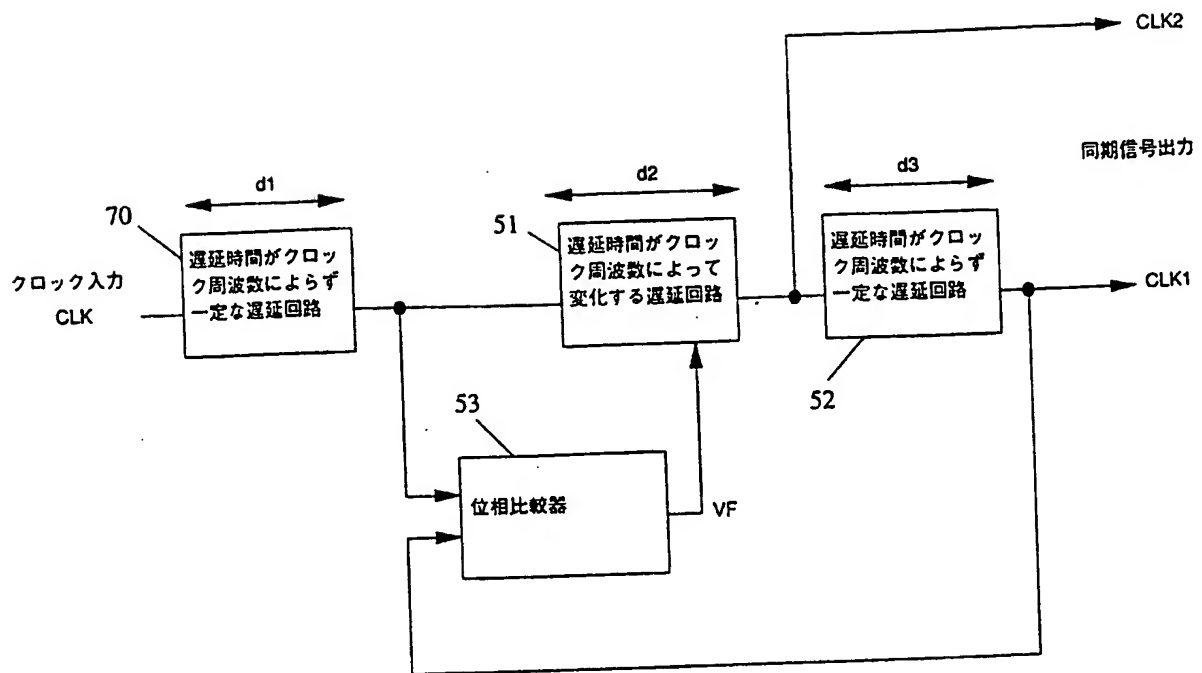 CLK2
同期信号出力
d1
d2
d3
70
51
遅延時間がクロッ
ク周波数によらず
一定な遅延回路
遅延時間がクロッ
ク周波数によって
変化する遅延回路
遅延時間がクロッ
ク周波数によらず
一定な遅延回路
クロック入力
CLK
CLK1
52
53
位相比較器
VF